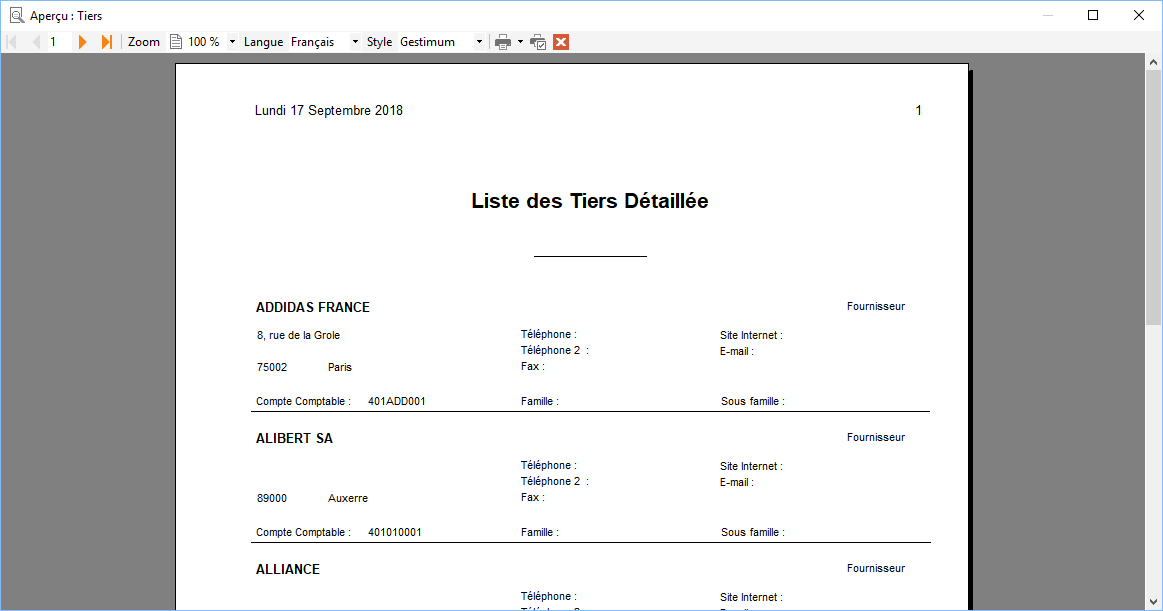 Aperçu : Tiers
1 Zoom 100 % Langue Français Style Gestimum
Lundi 17 Septembre 2018 1
Liste des Tiers Détaillée
ADDIDAS FRANCE Fournisseur
8, rue de la Grole Téléphone : Site Internet :
Téléphone 2 : E-mail :
75002 Paris Fax :
Compte Comptable : 401ADD001 Famille : Sous famille :
ALIBERT SA Fournisseur
Téléphone : Site Internet :
Téléphone 2 : E-mail :
89000 Auxerre Fax :
Compte Comptable : 401010001 Famille : Sous famille :
ALLIANCE Fournisseur
Téléphone : Site Internet :